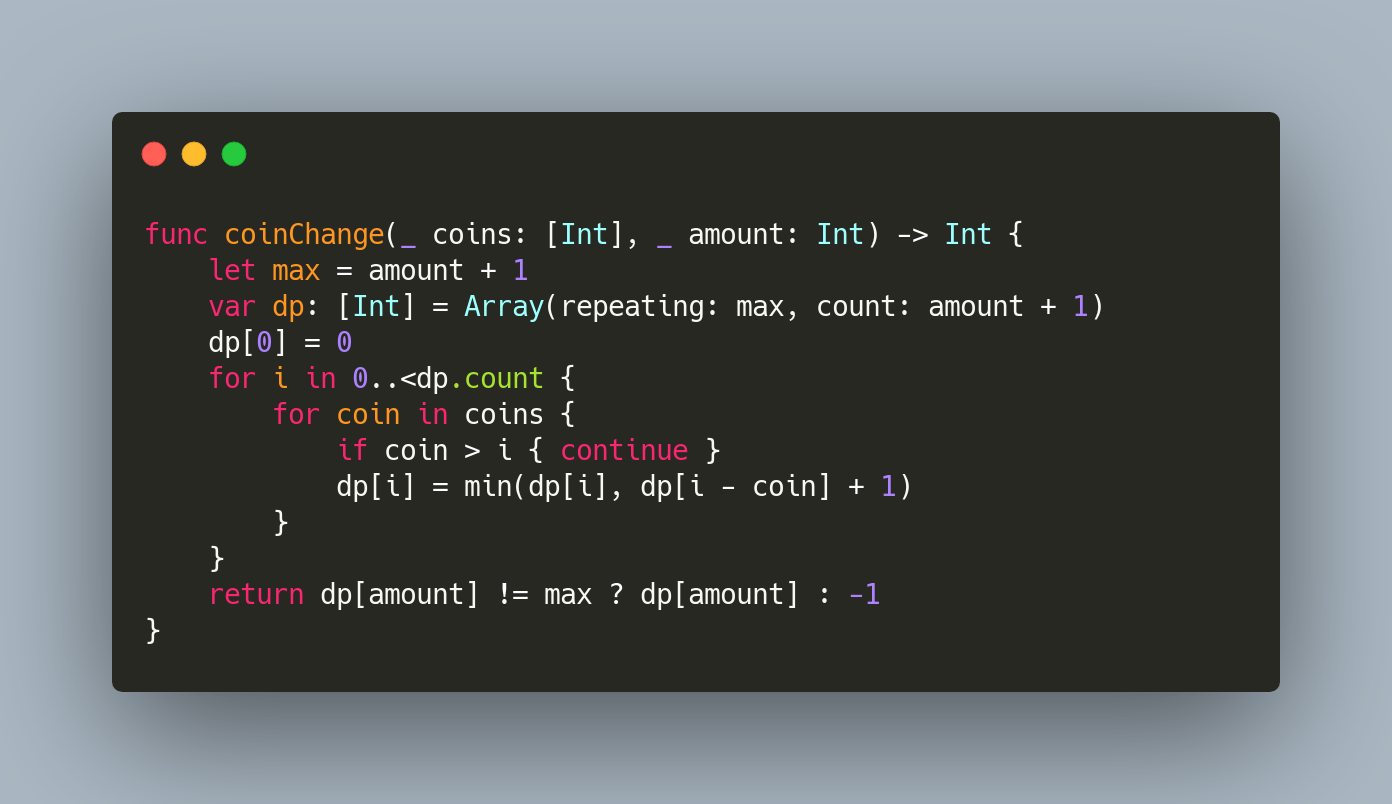 func coinChange(_ coins: [Int], _ amount: Int) -> Int {
    let max = amount + 1
    var dp: [Int] = Array(repeating: max, count: amount + 1)
    dp[0] = 0
    for i in 0..<dp.count {
        for coin in coins {
            if coin > i { continue }
            dp[i] = min(dp[i], dp[i - coin] + 1)
        }
    }
    return dp[amount] != max ? dp[amount] : -1
}